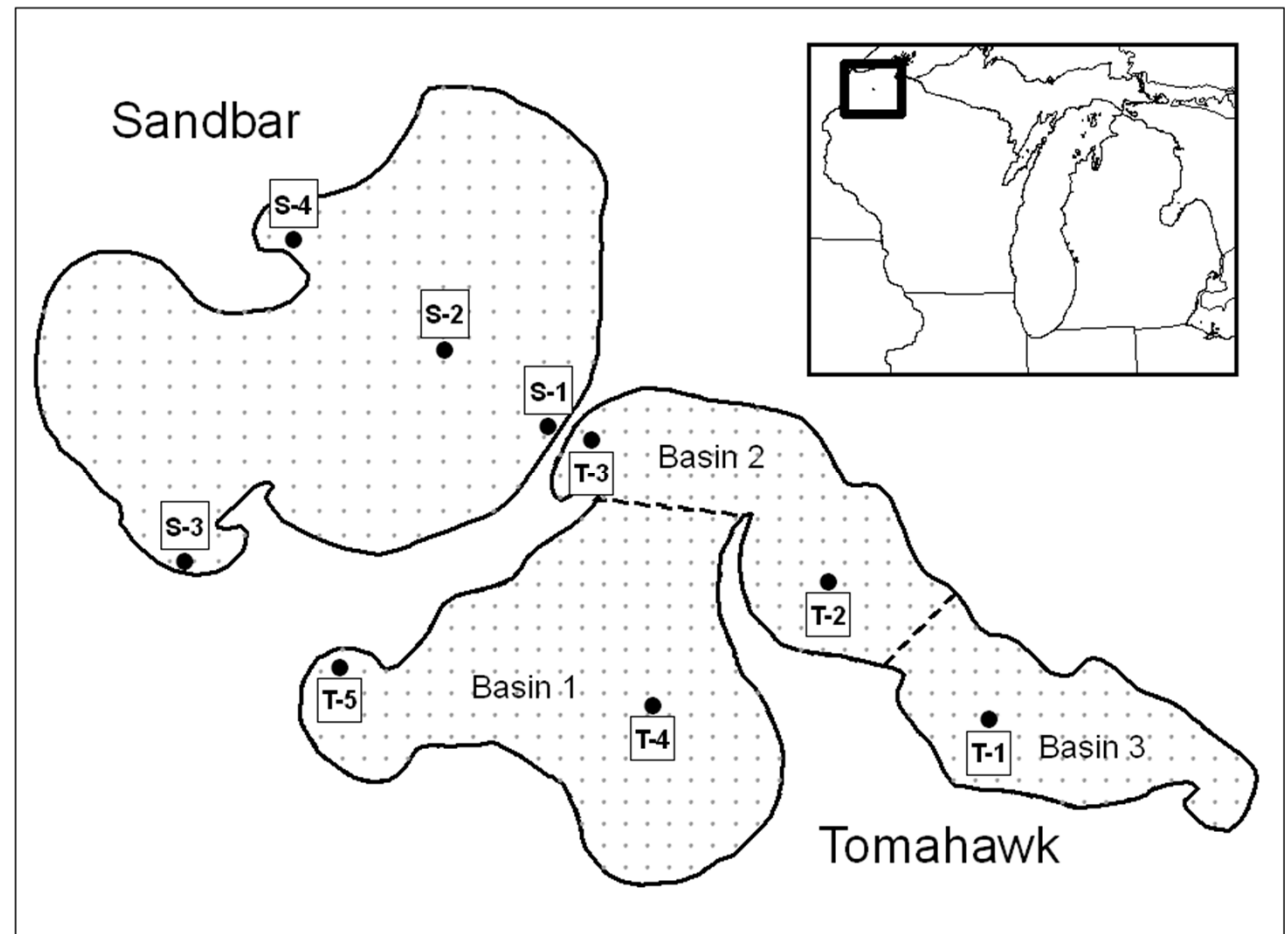 Sandbar
S-4
S-2
S-1
T-3
Basin 2
S-3
T-2
T-5
Basin 1
T-4
T-1
Basin 3
Tomahawk